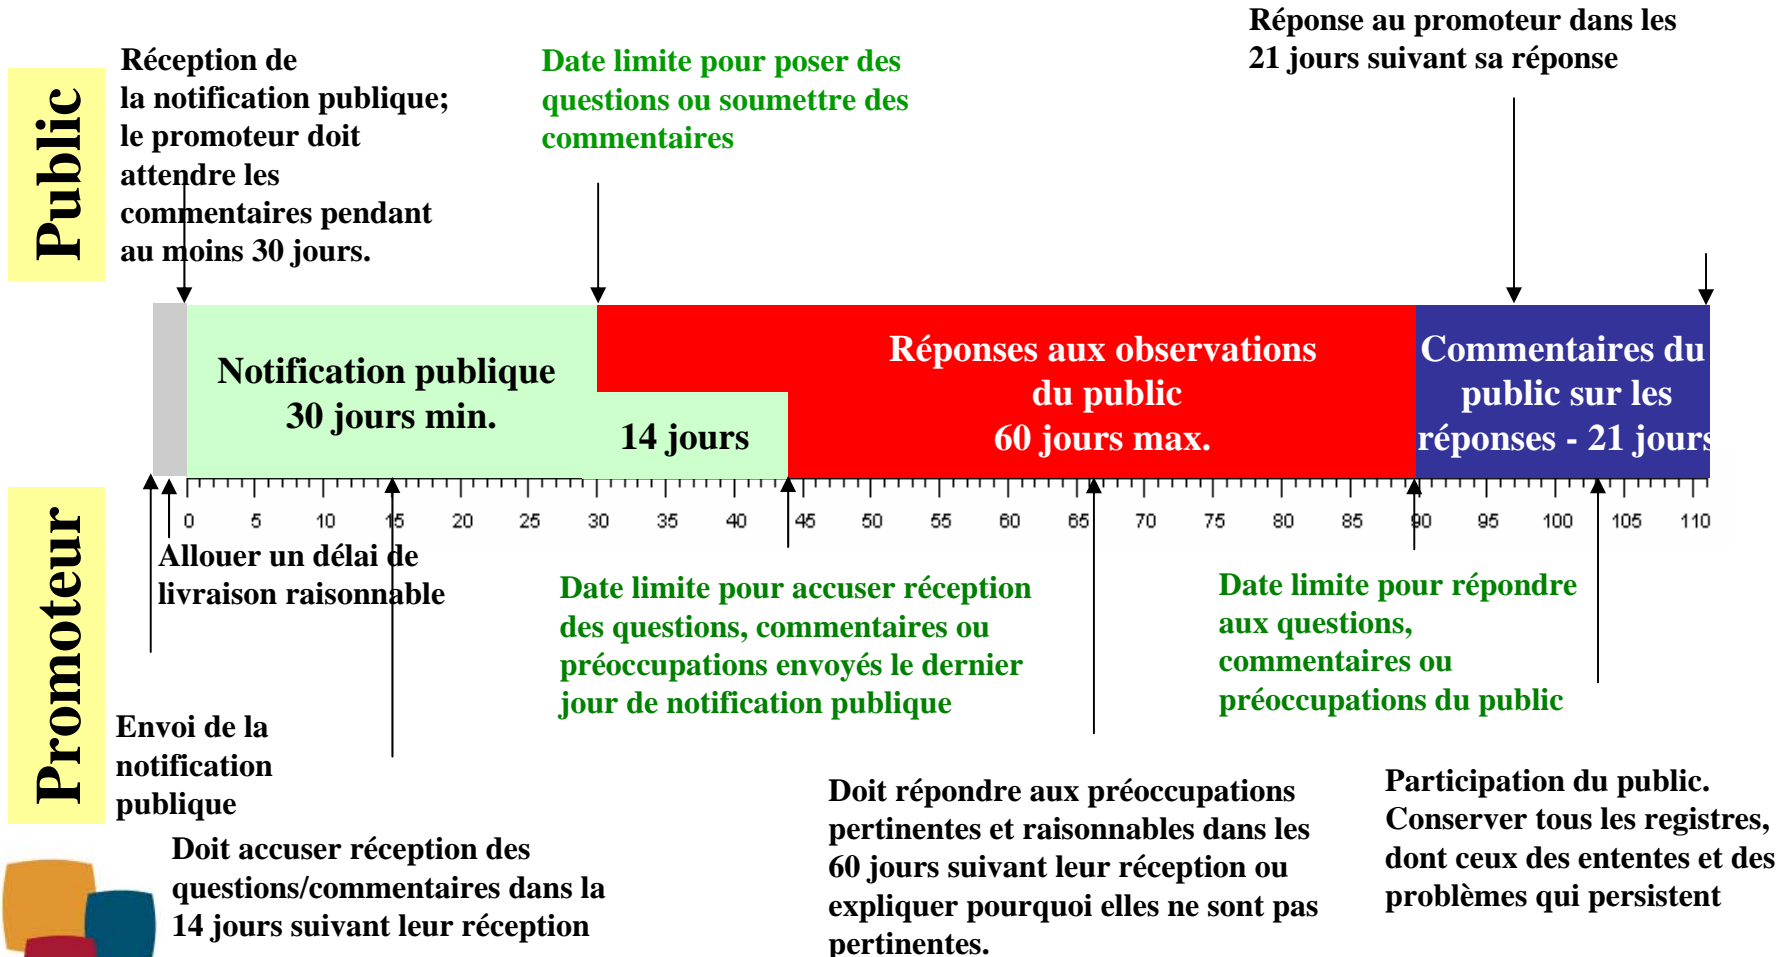 Public
Réception de
la notification publique;
le promoteur doit
attendre les
commentaires pendant
au moins 30 jours.
Date limite pour poser des
questions ou soumettre des
commentaires
Réponse au promoteur dans les
21 jours suivant sa réponse
Notification publique
30 jours min.
14 jours
Réponses aux observations
du public
60 jours max.
Commentaires du
public sur les
réponses - 21 jours
0 5 10 15 20 25 30 35 40 45 50 55 60 65 70 75 80 85 90 95 100 105 110
Promoteur
Allouer un délai de
livraison raisonnable
Envoi de la
notification
publique
Doit accuser réception des
questions/commentaires dans la
14 jours suivant leur réception
Date limite pour accuser réception
des questions, commentaires ou
préoccupations envoyés le dernier
jour de notification publique
Doit répondre aux préoccupations
pertinentes et raisonnables dans les
60 jours suivant leur réception ou
expliquer pourquoi elles ne sont pas
pertinentes.
Date limite pour répondre
aux questions,
commentaires ou
préoccupations du public
Participation du public.
Conserver tous les registres,
dont ceux des ententes et des
problèmes qui persistent